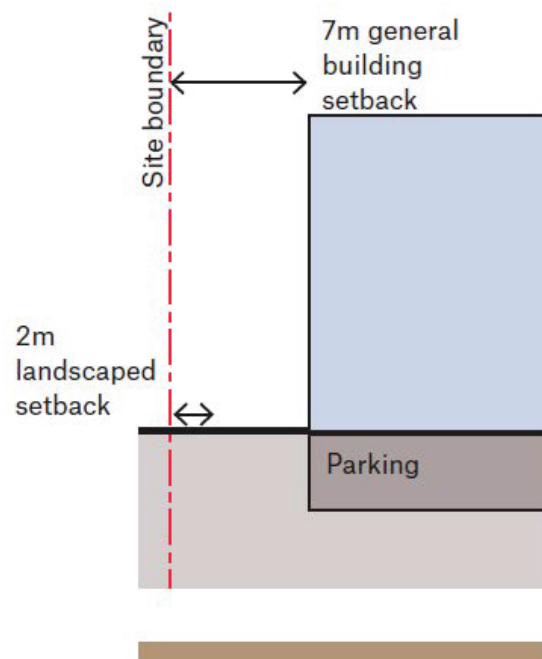 Site boundary
7m general
building
setback
2m
landscaped
setback
Parking